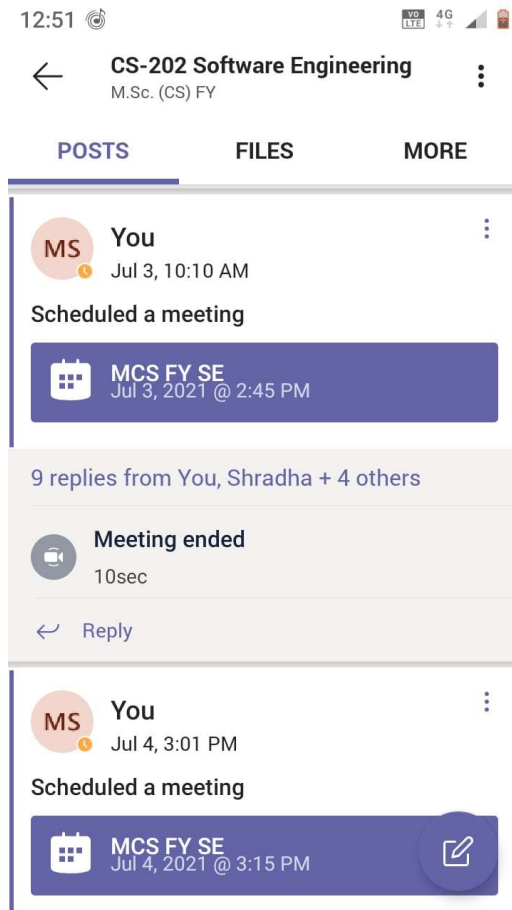 12:51
VO
LTE
4G
CS-202 Software Engineering
M.Sc. (CS) FY
POSTS
FILES
MORE
MS
You
Jul 3, 10:10 AM
Scheduled a meeting
MCS FY SE
Jul 3, 2021 @ 2:45 PM
9 replies from You, Shradha + 4 others
Meeting ended
10sec
Reply
MS
You
Jul 4, 3:01 PM
Scheduled a meeting
MCS FY SE
Jul 4, 2021 @ 3:15 PM